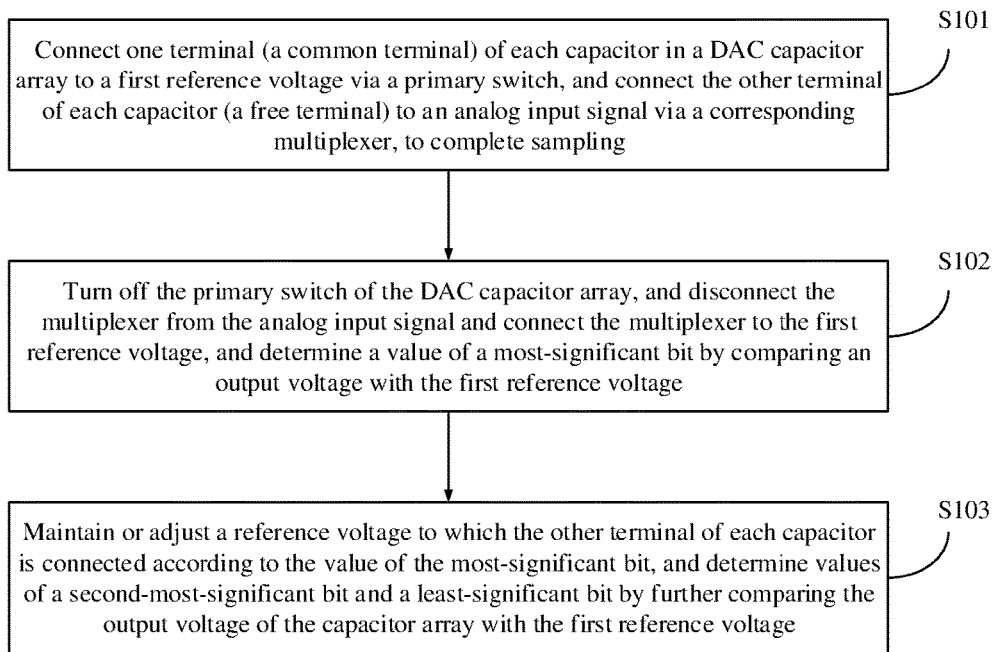 S101
Connect one terminal (a common terminal) of each capacitor in a DAC capacitor
array to a first reference voltage via a primary switch, and connect the other terminal
of each capacitor (a free terminal) to an analog input signal via a corresponding
multiplexer, to complete sampling
S102
Turn off the primary switch of the DAC capacitor array, and disconnect the
multiplexer from the analog input signal and connect the multiplexer to the first
reference voltage, and determine a value of a most-significant bit by comparing an
output voltage with the first reference voltage
S103
Maintain or adjust a reference voltage to which the other terminal of each capacitor
is connected according to the value of the most-significant bit, and determine values
of a second-most-significant bit and a least-significant bit by further comparing the
output voltage of the capacitor array with the first reference voltage